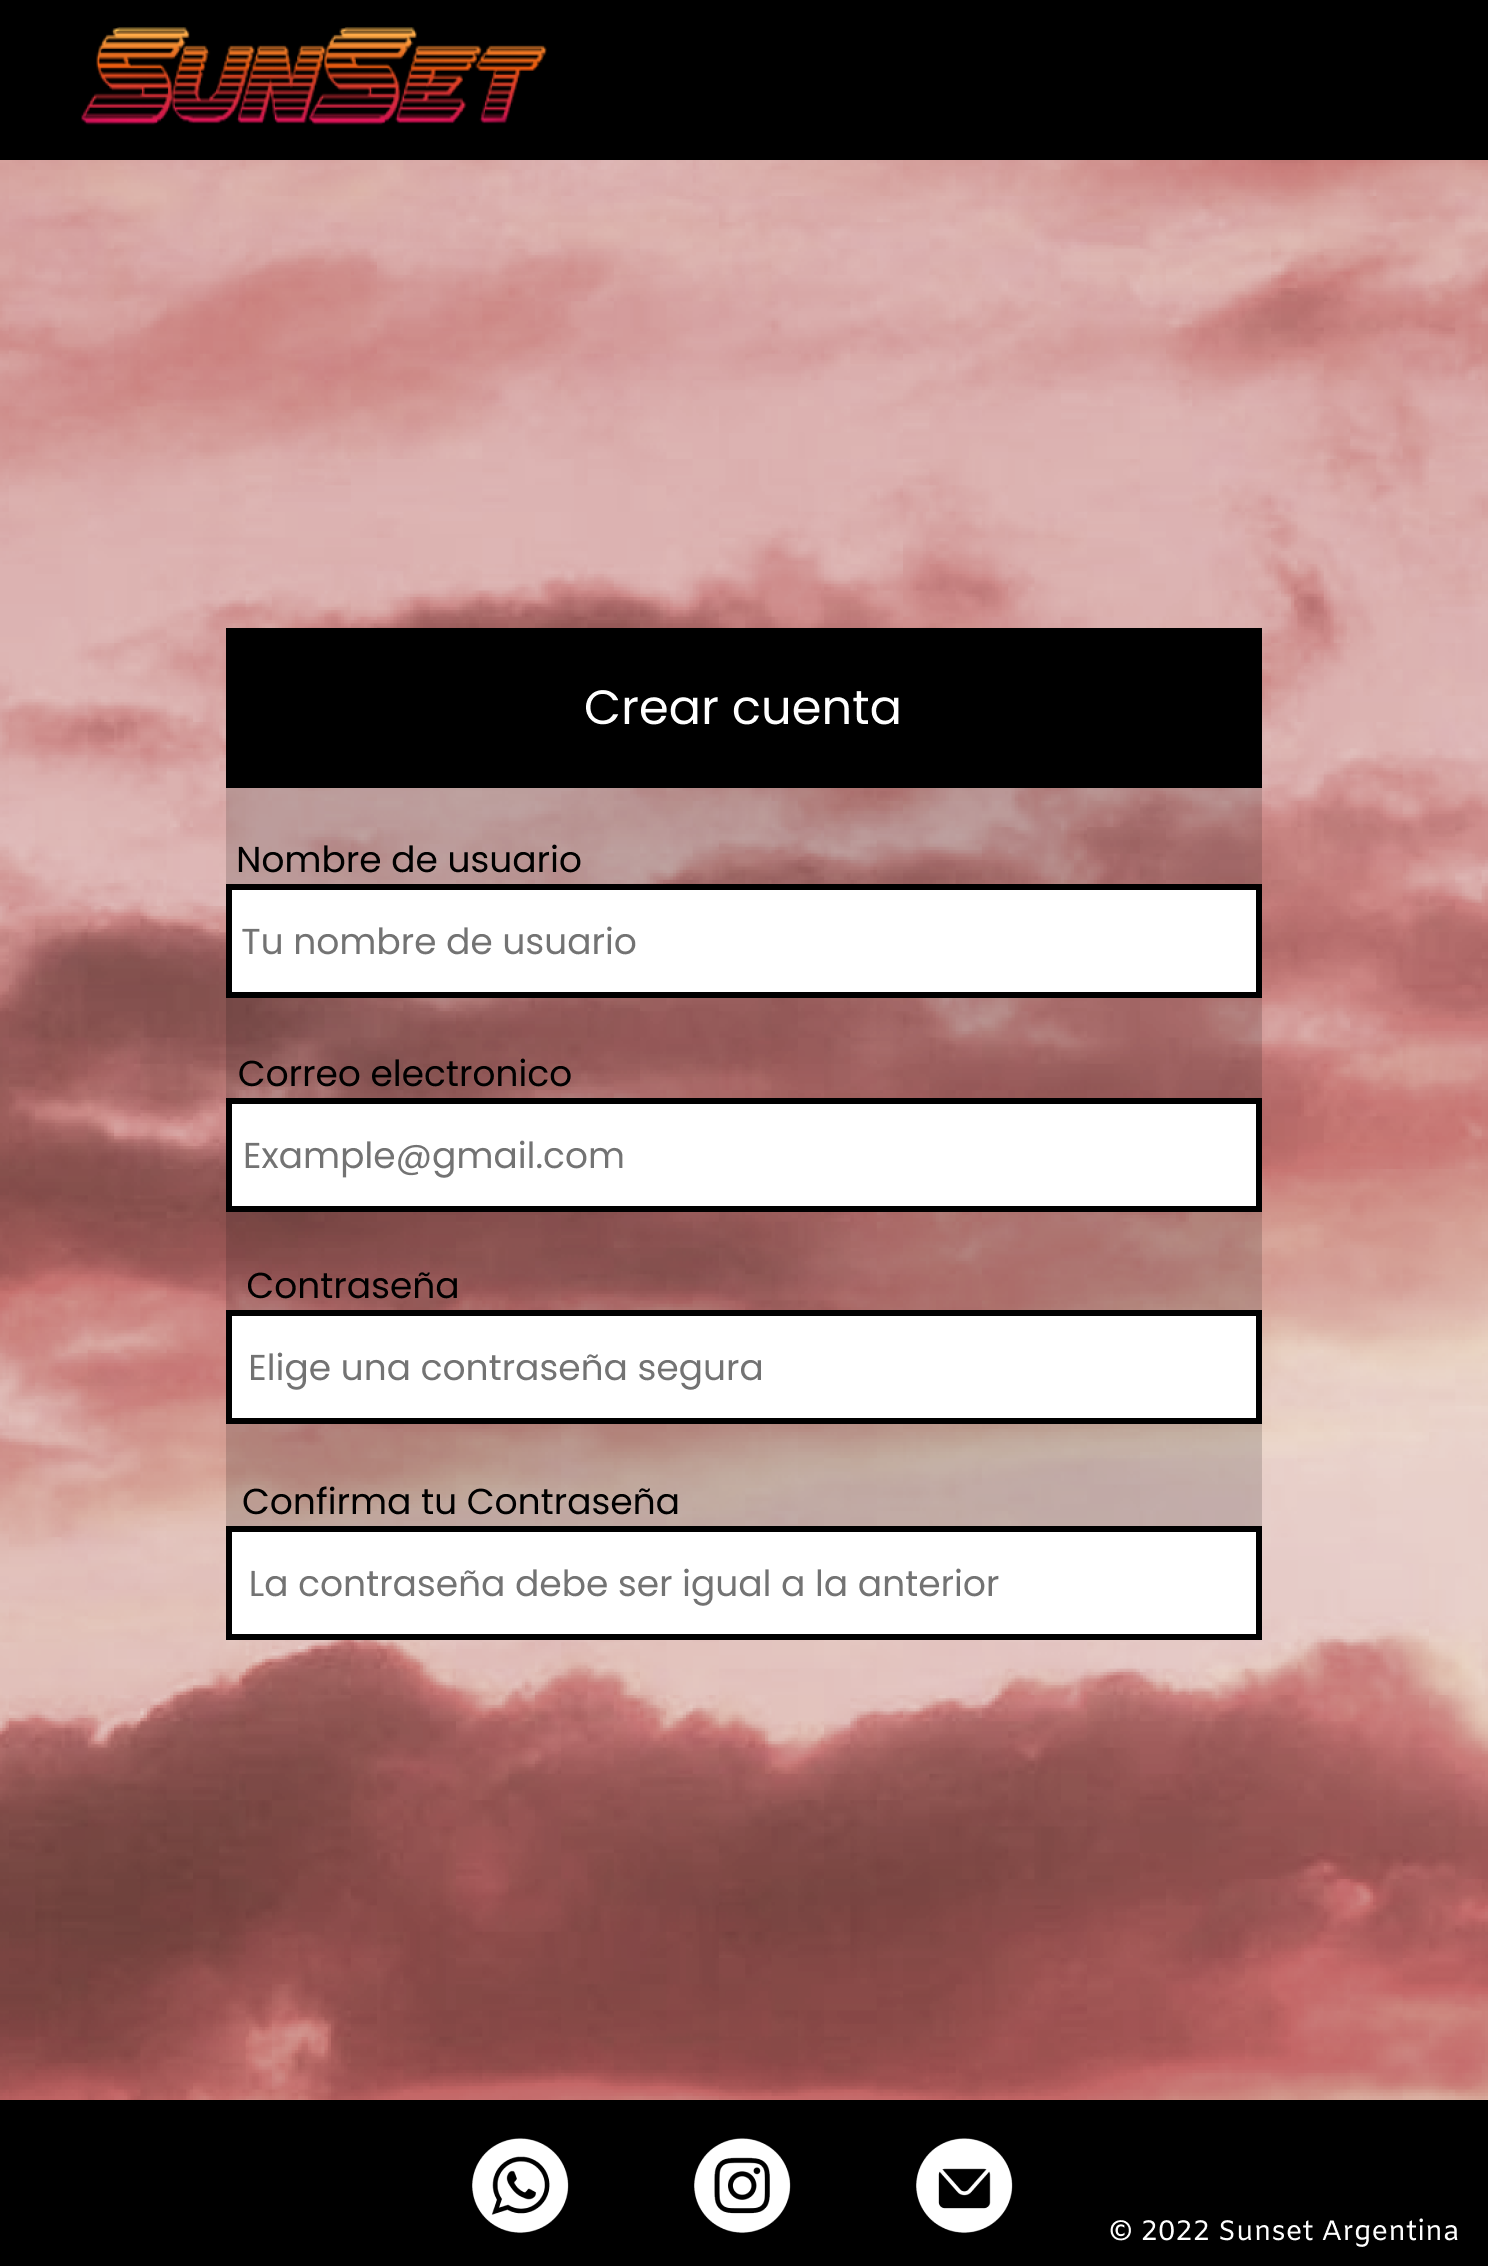 SUNSET
Crear cuenta
Nombre de usuario
Tu nombre de usuario
Correo electronico
Example@gmail.com
Contraseña
Elige una contraseña segura
Confirma tu Contraseña
La contraseña debe ser igual a la anterior
© 2022 Sunset Argentina